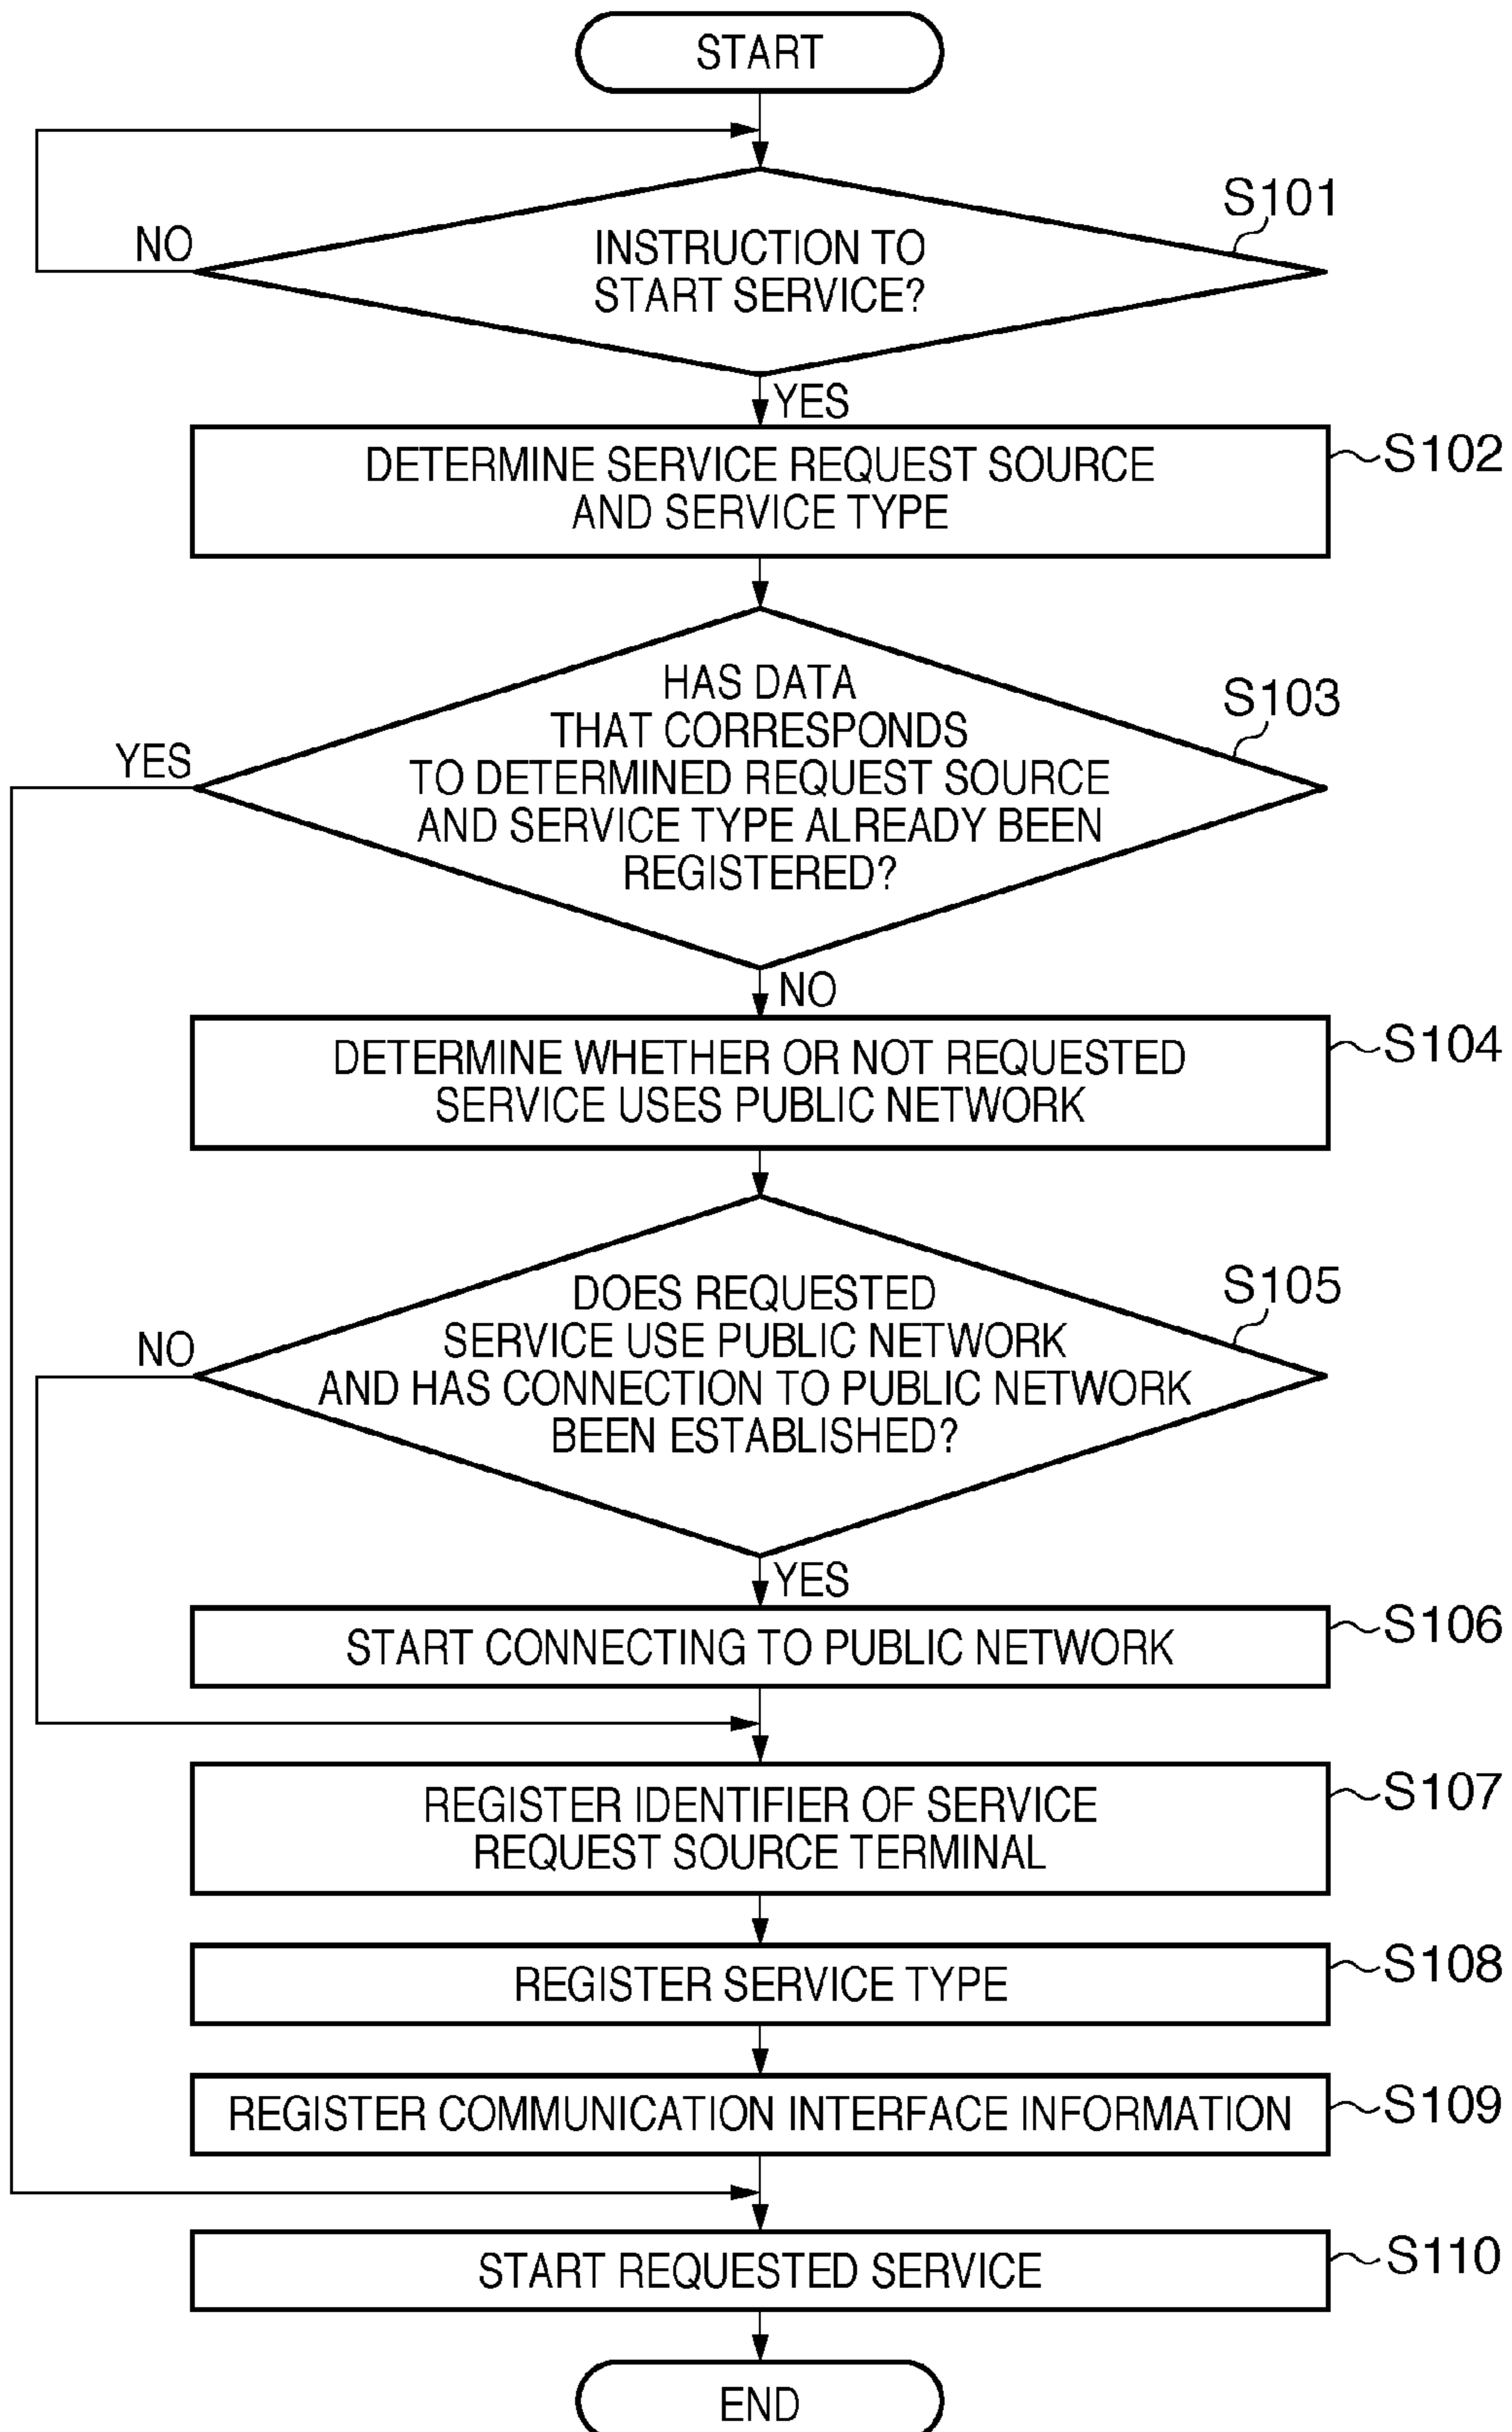 START
S101
NO
INSTRUCTION TO
START SERVICE?
YES
S102
DETERMINE SERVICE REQUEST SOURCE
AND SERVICE TYPE
HAS DATA
S103
THAT CORRESPONDS
YES
TO DETERMINED REQUEST SOURCE
AND SERVICE TYPE ALREADY BEEN
REGISTERED?
NO
S104
DETERMINE WHETHER OR NOT REQUESTED
SERVICE USES PUBLIC NETWORK
S105
DOES REQUESTED
SERVICE USE PUBLIC NETWORK
NO
AND HAS CONNECTION TO PUBLIC NETWORK
BEEN ESTABLISHED?
YES
S106
START CONNECTING TO PUBLIC NETWORK
S107
REGISTER IDENTIFIER OF SERVICE
REQUEST SOURCE TERMINAL
S108
REGISTER SERVICE TYPE
S109
REGISTER COMMUNICATION INTERFACE INFORMATION
S110
START REQUESTED SERVICE
END